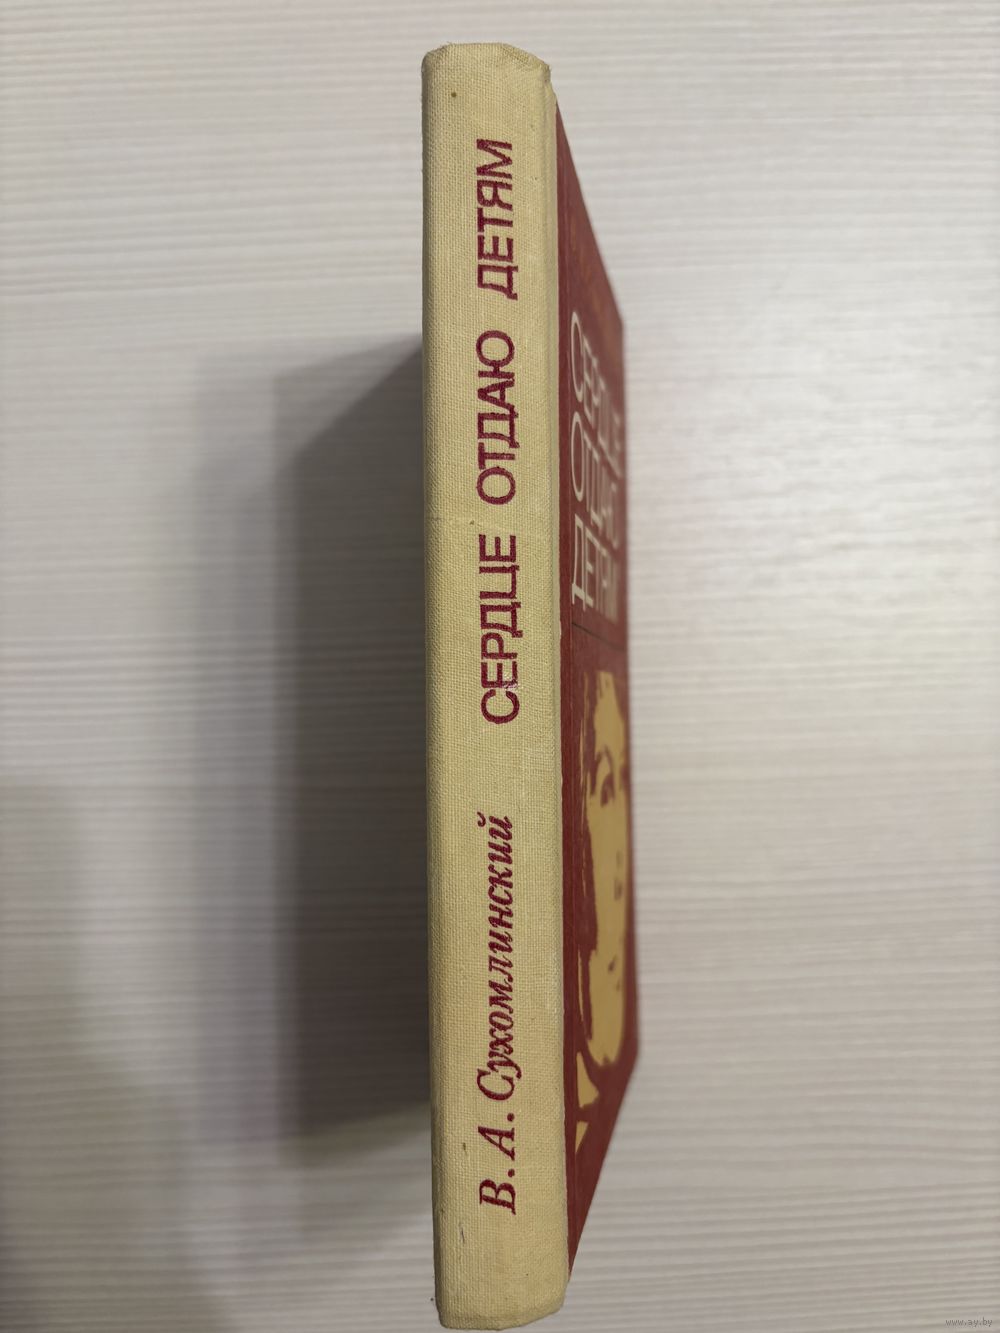 В. А. Сухомлинский СЕРДЦЕ ОТДАЮ ДЕТЯМ
СЕРДЦЕ
ОТДАЮ
ДЕТЯМ
www.ay.by